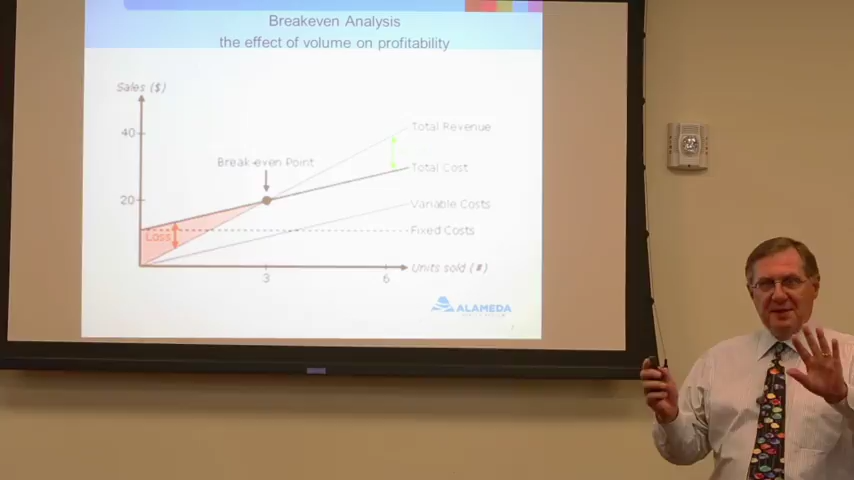 Breakeven Analysis
the effect of volume on profitability
Sales ($)
40
20
Total Revenue
Break-even Point
Total Cost
Variable Costs
Loss
Fixed Costs
Units sold (#)
3
6
ALAMEDA